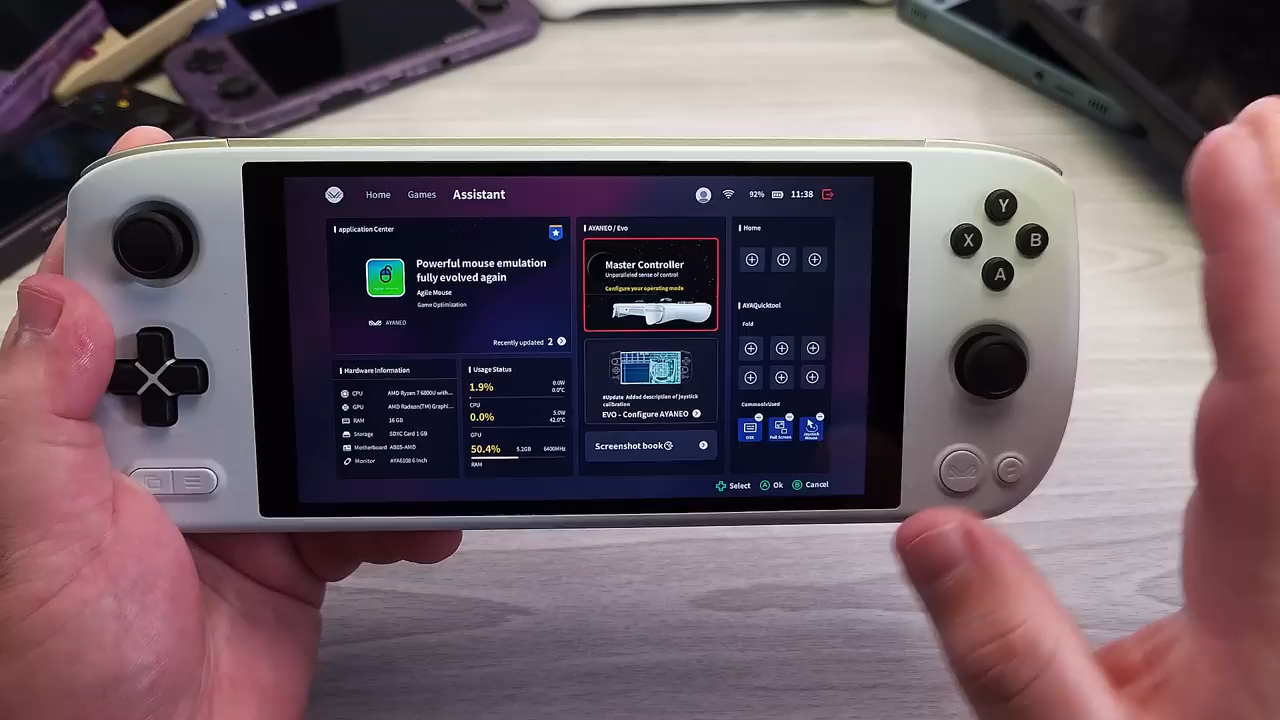 Home Games Assistant
92% 11:38
application Center
Powerful mouse emulation
fully evolved again
Agile Mouse
Game Optimization
AYANEO
Recently updated 2
Hardware Information
CPU AMD Ryzen 7 6800U with...
GPU AMD Radeon(TM) Graphi...
RAM 16 GB
Storage SDXC Card 1 GB
Motherboard AB05-AMD
Monitor AYA6108 6 Inch
Usage Status
1.9% 0.0W
0.0°C
CPU
0.0% 5.0W
42.0°C
GPU
50.4% 5.2GB 6400MHz
RAM
AYANEO / Evo
Master Controller
Unparalleled sense of control
Configure your operating mode
#Update Added description of joystick
calibration
EVO - Configure AYANEO
Screenshot book
Home
AYAQuicktool
Fold
CommonlyUsed
OSK
Full Screen
Joystick
Mouse
Select A Ok B Cancel
Y
X
B
A